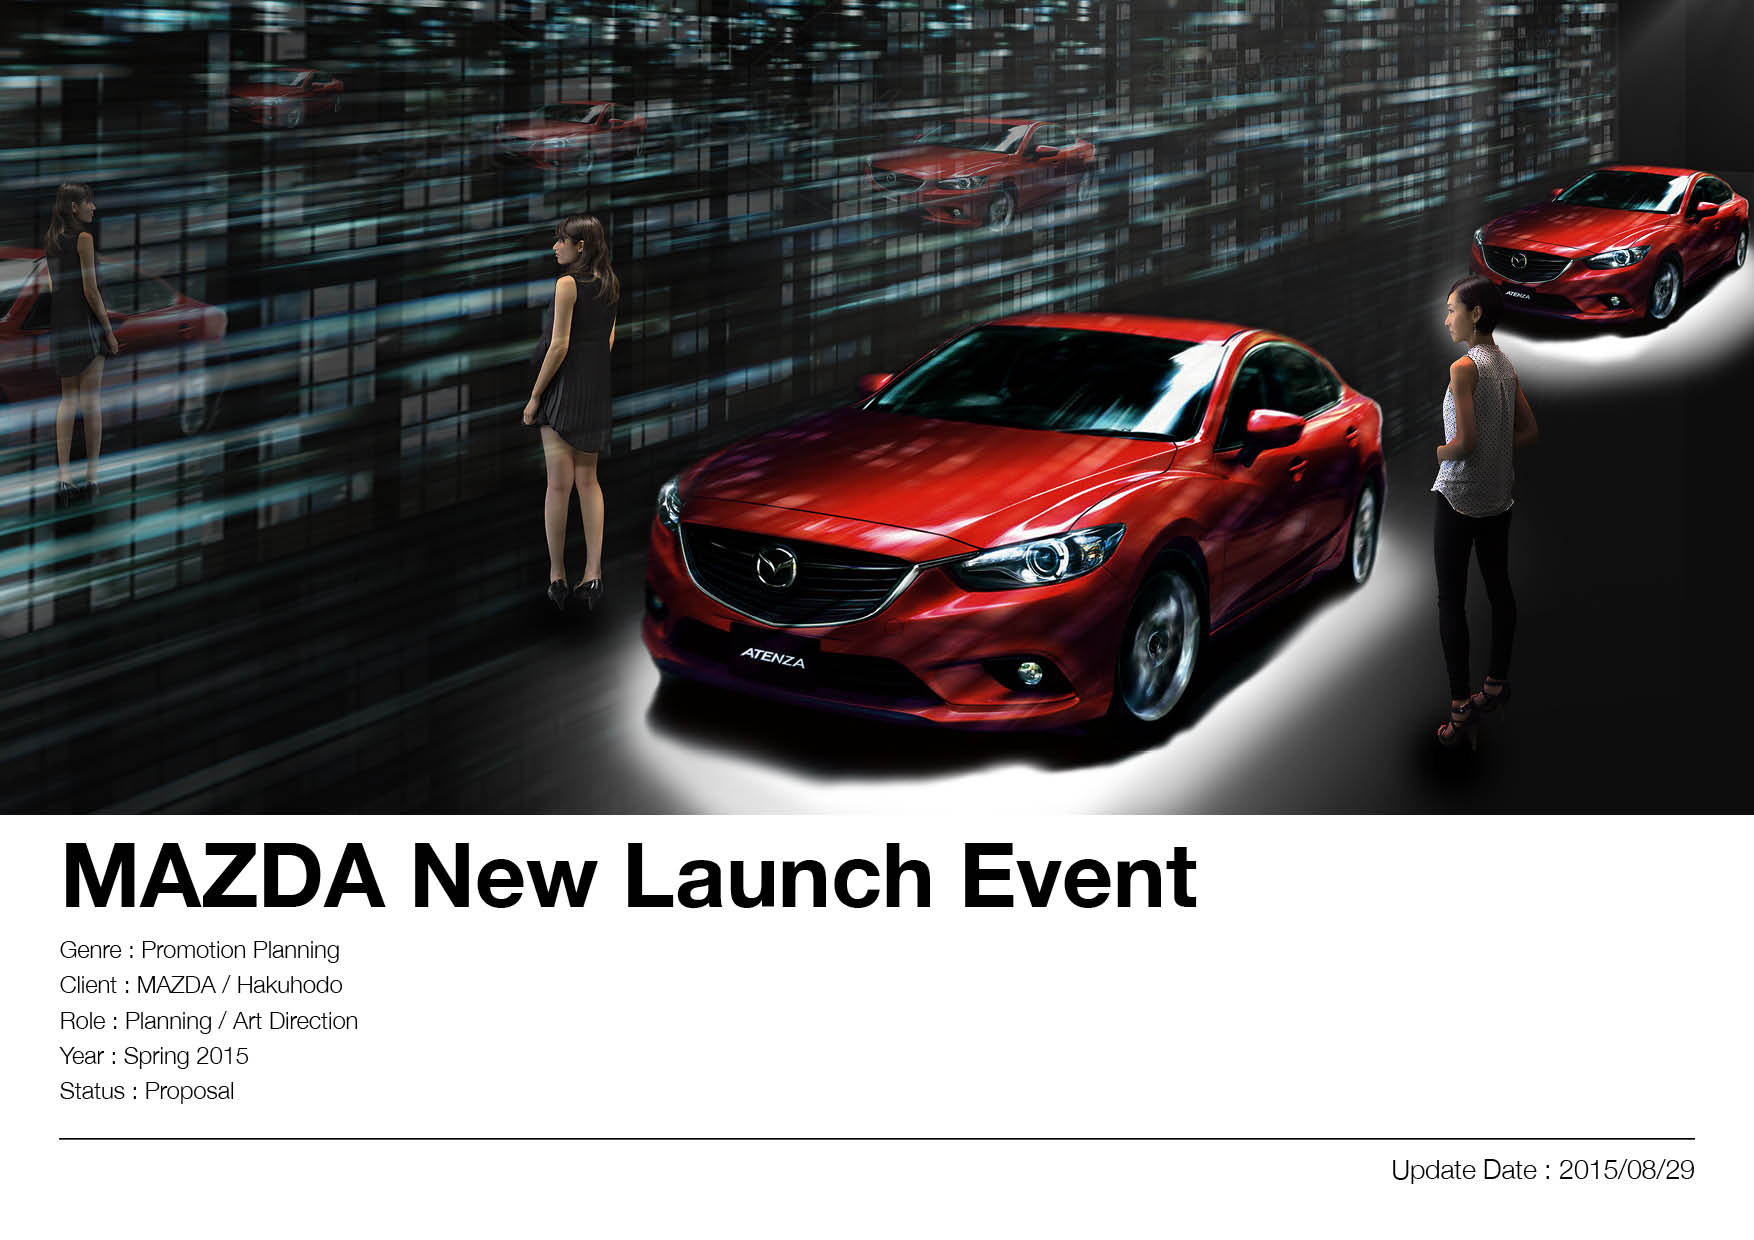 ATENZA
ATENZA
MAZDA New Launch Event
Genre : Promotion Planning
Client : MAZDA / Hakuhodo
Role : Planning / Art Direction
Year : Spring 2015
Status : Proposal
Update Date : 2015/08/29